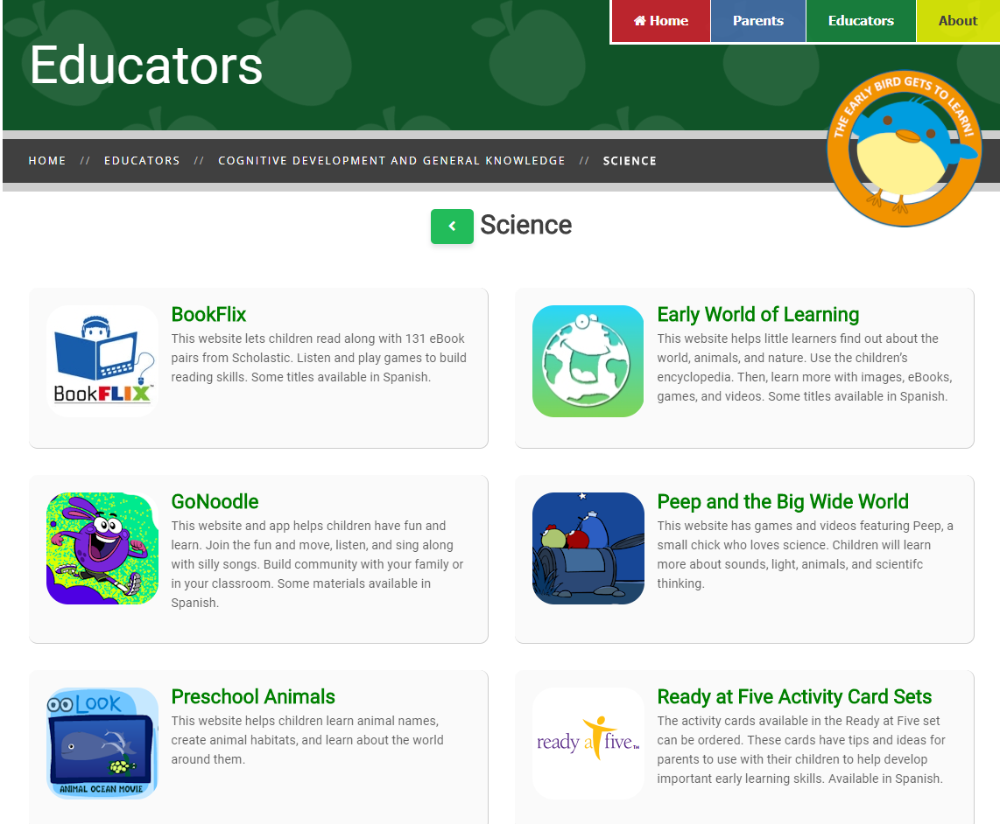 Home
Parents
Educators
About
Educators
THE EARLY BIRD GETS TO LEARN!
HOME // EDUCATORS // COGNITIVE DEVELOPMENT AND GENERAL KNOWLEDGE // SCIENCE
Science
BookFlix
This website lets children read along with 131 eBook
pairs from Scholastic. Listen and play games to build
reading skills. Some titles available in Spanish.
BookFLIX™
Early World of Learning
This website helps little learners find out about the
world, animals, and nature. Use the children’s
encyclopedia. Then, learn more with images, eBooks,
games, and videos. Some titles available in Spanish.
GoNoodle
This website and app helps children have fun and
learn. Join the fun and move, listen, and sing along
with silly songs. Build community with your family or
in your classroom. Some materials available in
Spanish.
Peep and the Big Wide World
This website has games and videos featuring Peep, a
small chick who loves science. Children will learn
more about sounds, light, animals, and scientifc
thinking.
LOOK
ANIMAL OCEAN MOVIE
Preschool Animals
This website helps children learn animal names,
create animal habitats, and learn about the world
around them.
ready at five™
Ready at Five Activity Card Sets
The activity cards available in the Ready at Five set
can be ordered. These cards have tips and ideas for
parents to use with their children to help develop
important early learning skills. Available in Spanish.